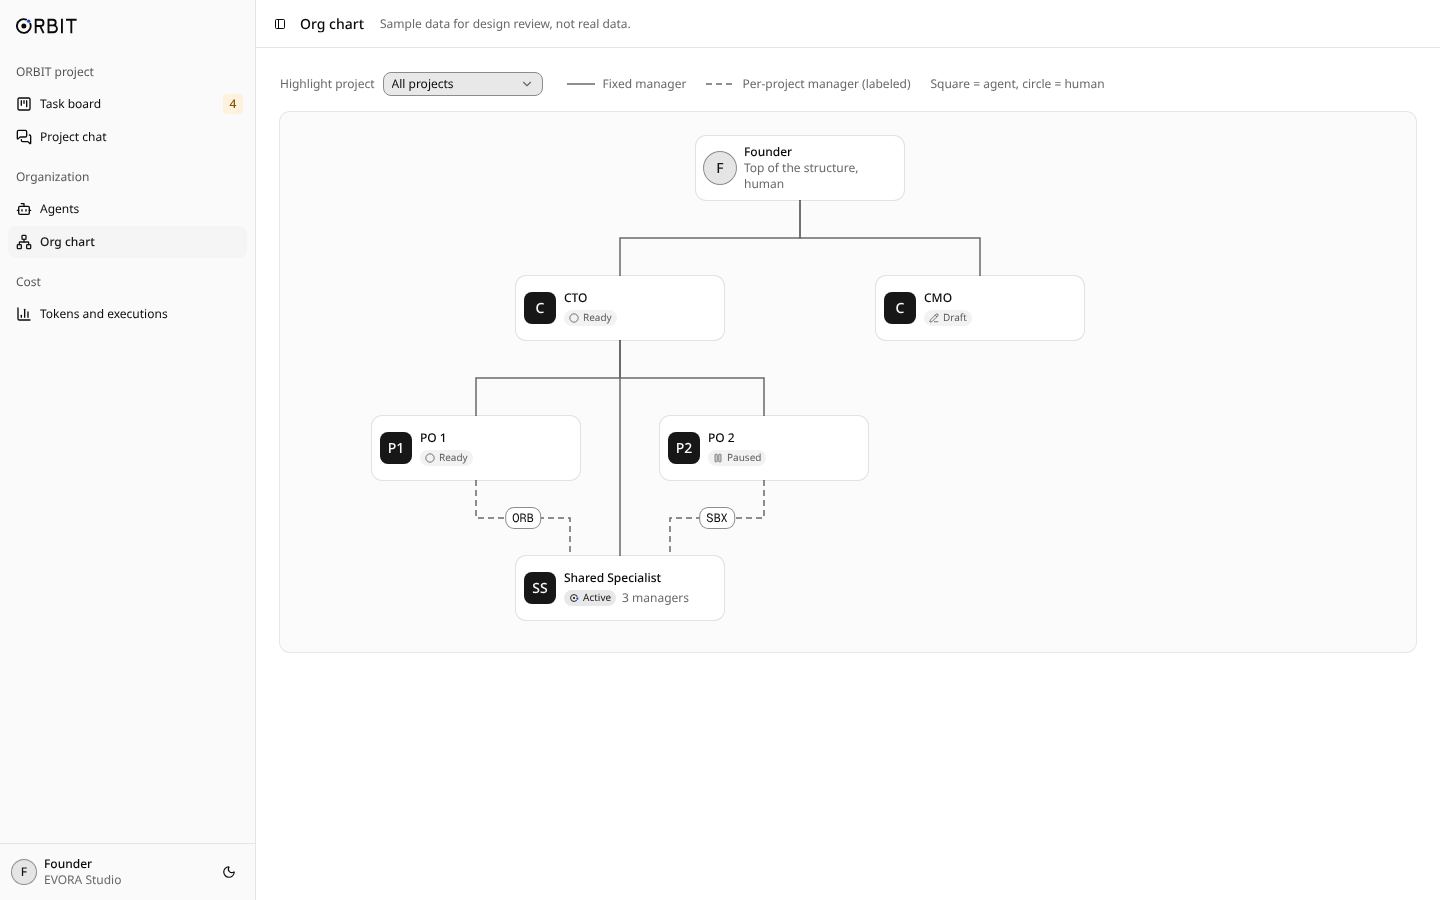 ORBIT
ORBIT project
Task board 4
Project chat
Organization
Agents
Org chart
Cost
Tokens and executions
F Founder
EVORA Studio
Org chart Sample data for design review, not real data.
Highlight project All projects Fixed manager Per-project manager (labeled) Square = agent, circle = human
F Founder
Top of the structure,
human
C CTO
Ready
C CMO
Draft
P1 PO 1
Ready
P2 PO 2
Paused
ORB
SBX
SS Shared Specialist
Active 3 managers